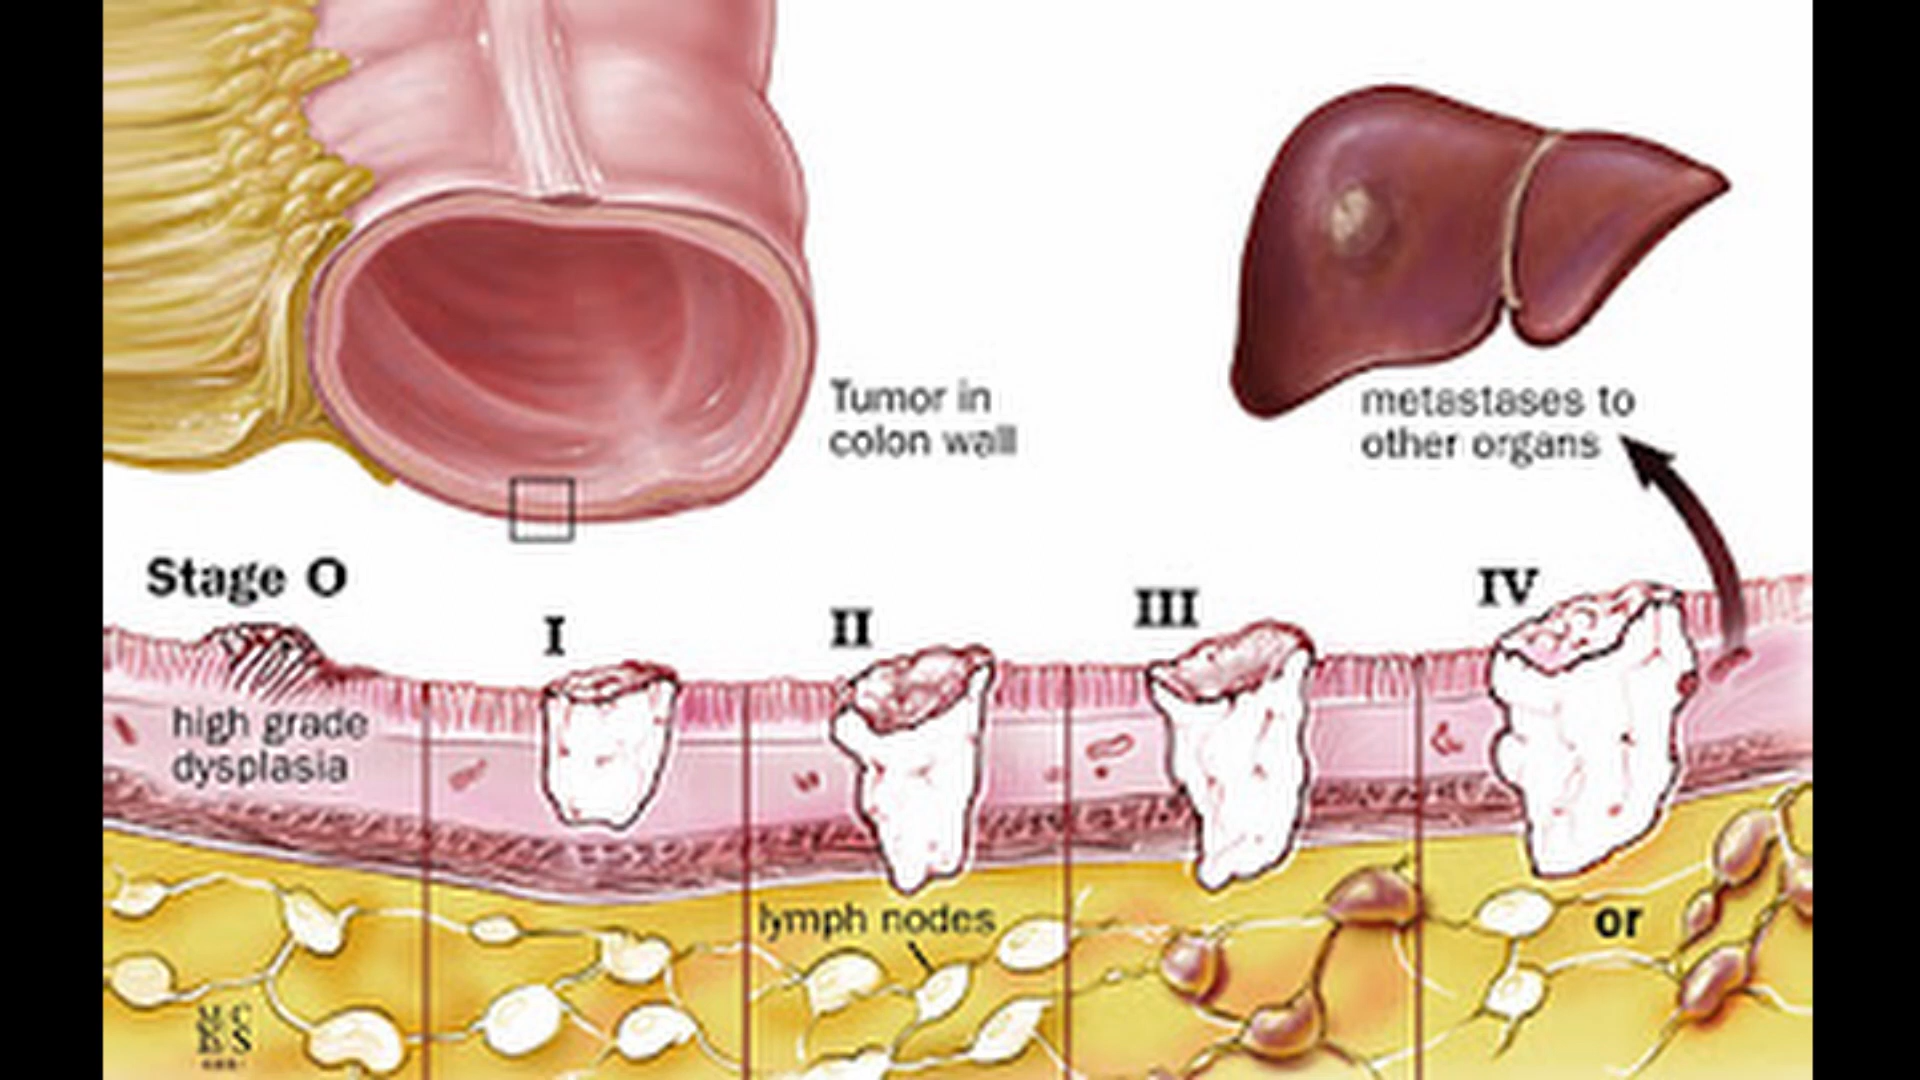 Tumor in
colon wall
metastases to
other organs
Stage O
I
II
III
IV
high grade
dysplasia
lymph nodes
or